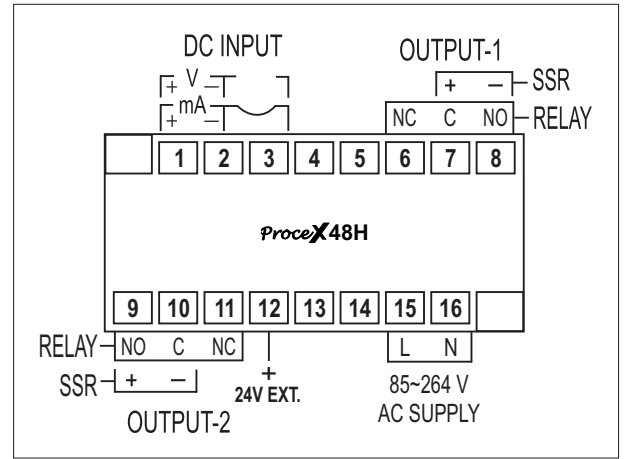 DC INPUT OUTPUT-1
+ V − + − SSR
+ mA − NC C NO RELAY
1 2 3 4 5 6 7 8
ProceX48H
9 10 11 12 13 14 15 16
RELAY NO C NC + L N
SSR + − 24V EXT. 85~264 V
OUTPUT-2 AC SUPPLY